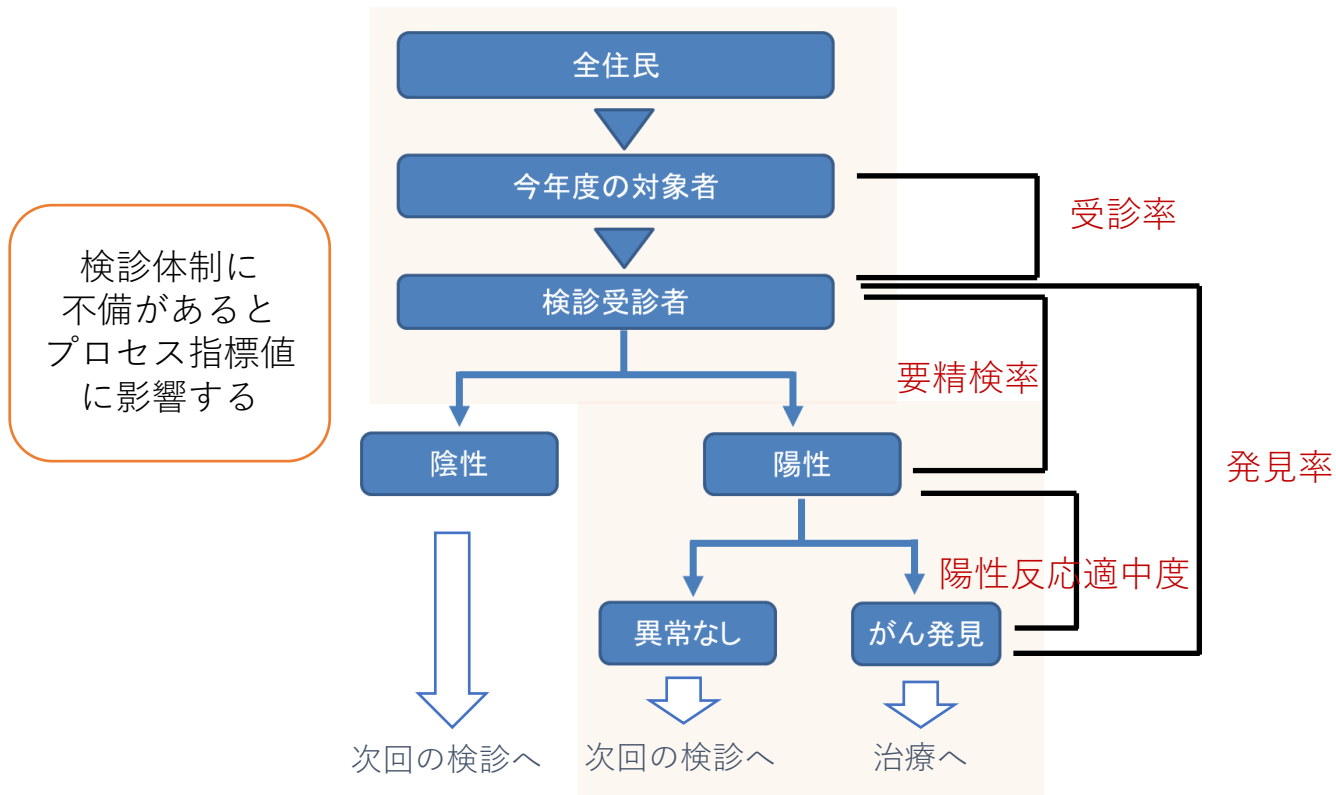 全住民
今年度の対象者
受診率
検診体制に
不備があると
プロセス指標値
に影響する
検診受診者
要精検率
陰性
陽性
発見率
陽性反応適中度
異常なし
がん発見
次回の検診へ
次回の検診へ
治療へ